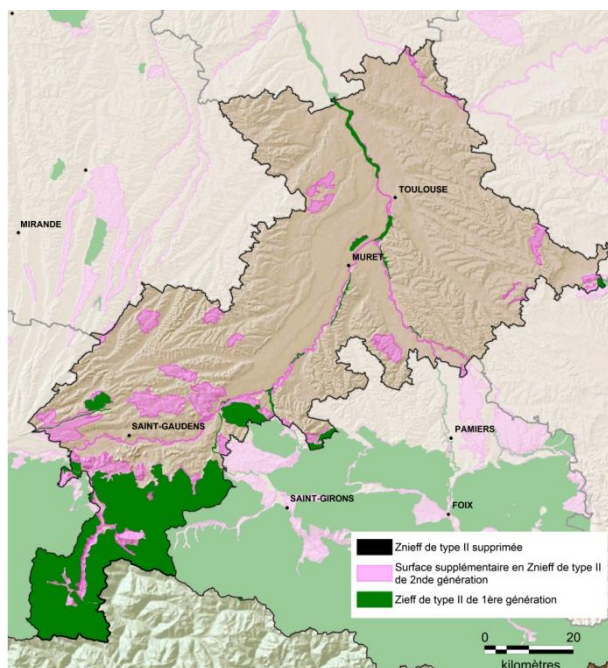 TOULOUSE
MIRANDE
MURET
SAINT-GAUDENS
PAMIERS
SAINT-GIRONS
FOIX
Znieff de type II supprimée
Surface supplémentaire en Znieff de type II
de 2nde génération
Zieff de type II de 1ère génération
0 20
kilomètres